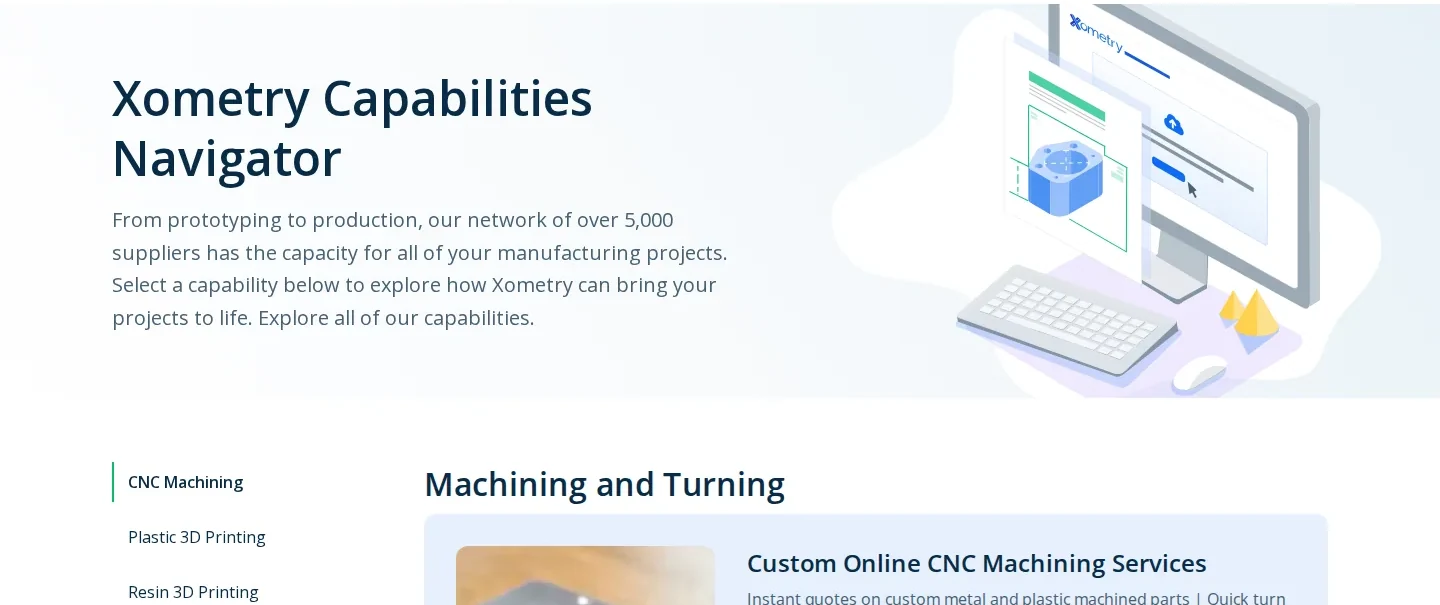 Xometry
Xometry Capabilities
Navigator
From prototyping to production, our network of over 5,000
suppliers has the capacity for all of your manufacturing projects.
Select a capability below to explore how Xometry can bring your
projects to life. Explore all of our capabilities.
CNC Machining
Plastic 3D Printing
Resin 3D Printing
Machining and Turning
Custom Online CNC Machining Services
Instant quotes on custom metal and plastic machined parts | Quick turn